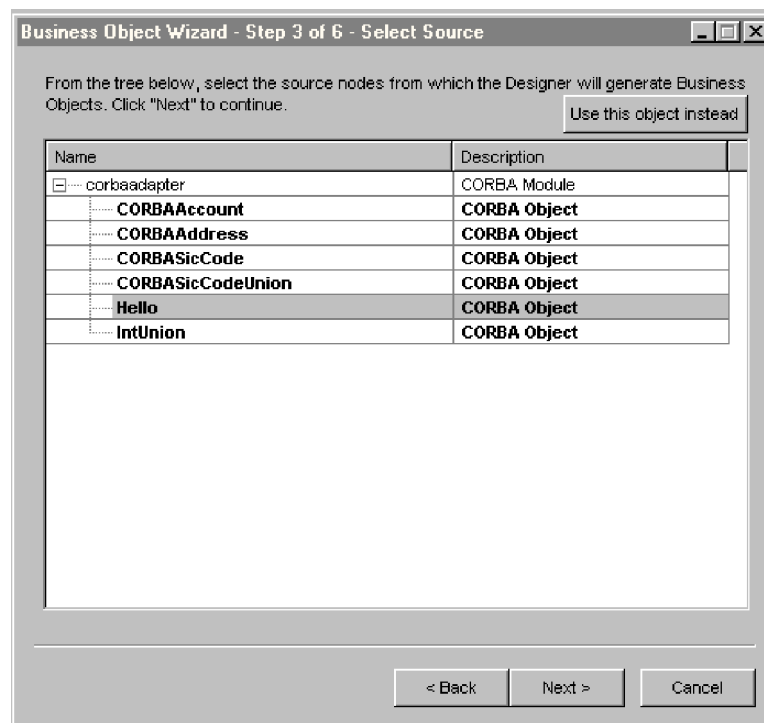 Business Object Wizard - Step 3 of 6 - Select Source
From the tree below, select the source nodes from which the Designer will generate Business
Objects. Click "Next" to continue.
Use this object instead
Name Description
corbaadapter CORBA Module
CORBAAccount CORBA Object
CORBAAddress CORBA Object
CORBASicCode CORBA Object
CORBASicCodeUnion CORBA Object
Hello CORBA Object
IntUnion CORBA Object
< Back Next > Cancel